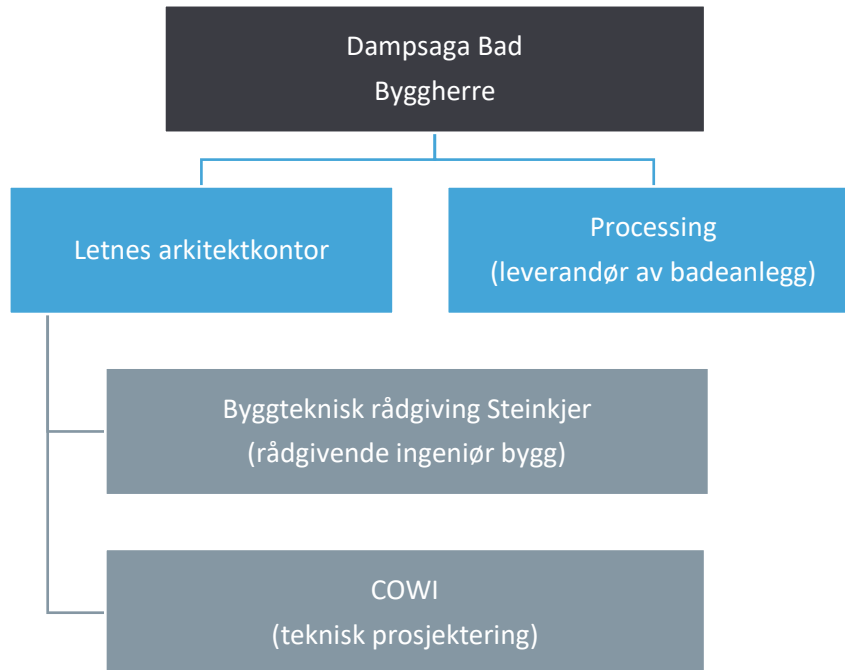 Dampsaga Bad
Byggherre
Letnes arkitektkontor
Processing
(leverandør av badeanlegg)
Byggteknisk rådgiving Steinkjer
(rådgivende ingeniør bygg)
COWI
(teknisk prosjektering)